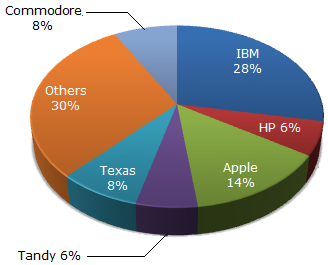 Commodore,
8%
IBM
28%
Others
30%
HP 6%
Texas
8%
Apple
14%
Tandy 6%